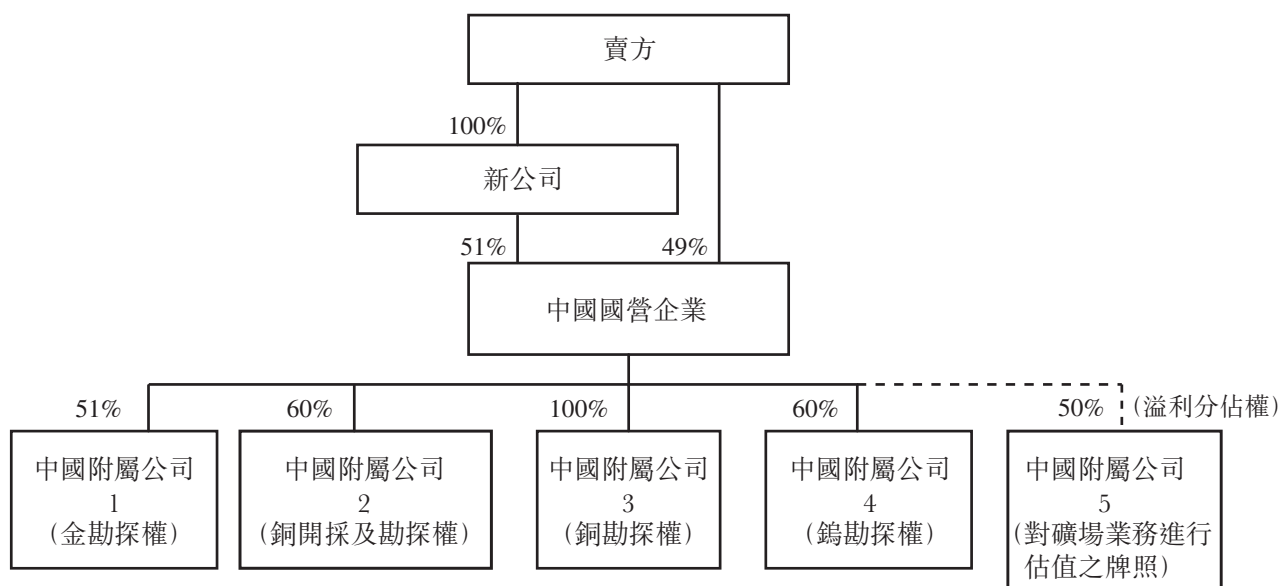 賣方
100%
新公司
51%
49%
中國國營企業
51%
60%
100%
60%
50%
(溢利分佔權)
中國附屬公司
1
(金勘探權)
中國附屬公司
2
(銅開採及勘探權)
中國附屬公司
3
(銅勘探權)
中國附屬公司
4
(鎢勘探權)
中國附屬公司
5
(對礦場業務進行
估值之牌照)